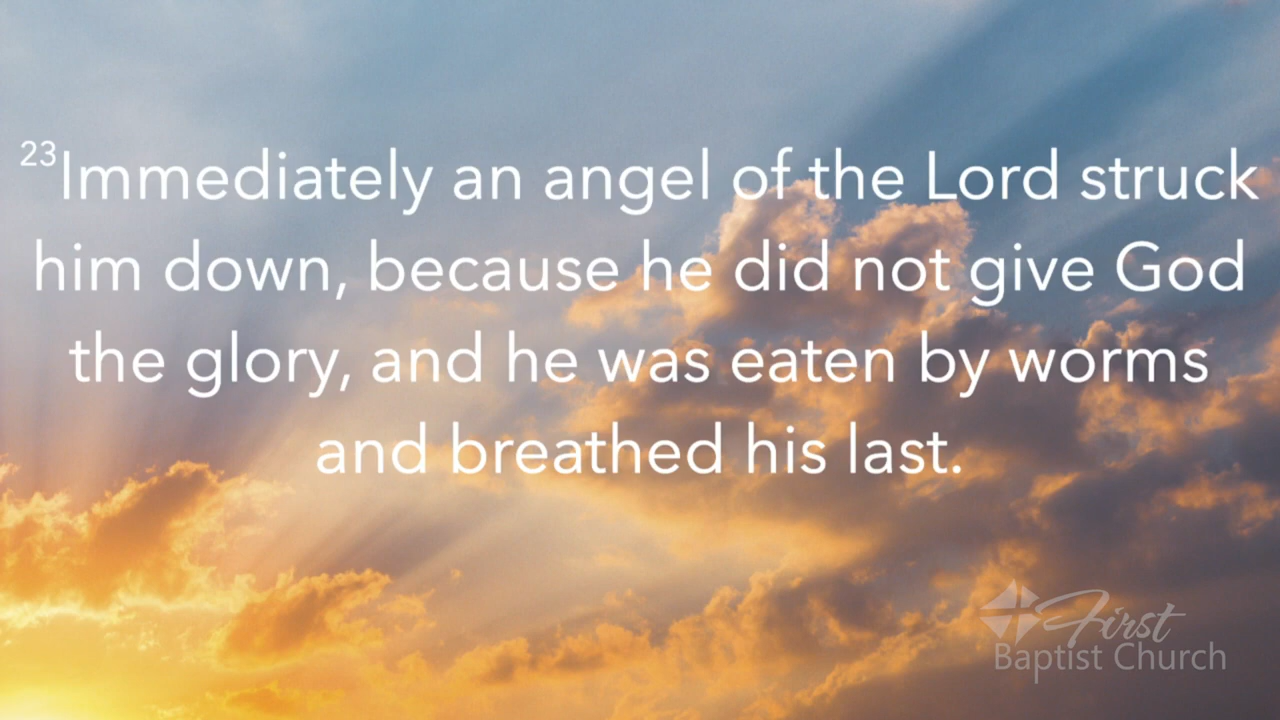 23Immediately an angel of the Lord struck
him down, because he did not give God
the glory, and he was eaten by worms
and breathed his last.
First
Baptist Church